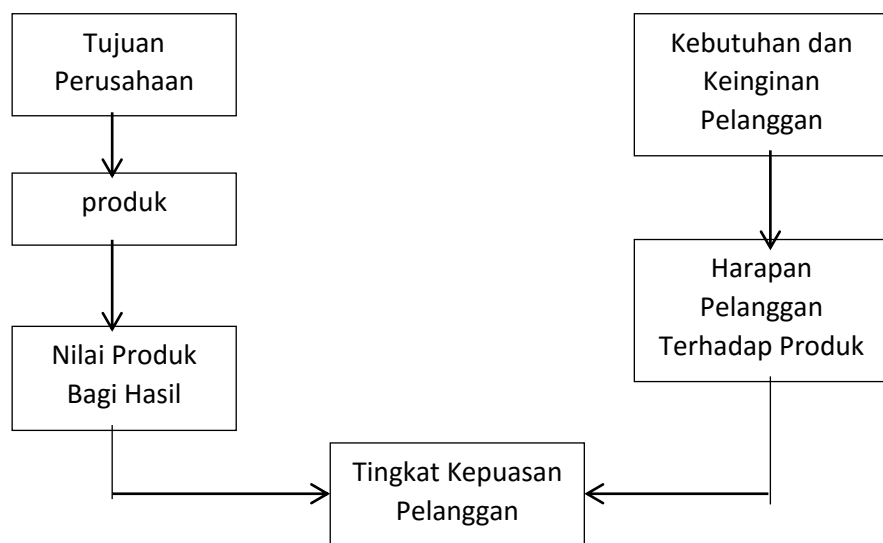 Tujuan
Perusahaan
produk
Nilai Produk
Bagi Hasil
Kebutuhan dan
Keinginan
Pelanggan
Harapan
Pelanggan
Terhadap Produk
Tingkat Kepuasan
Pelanggan